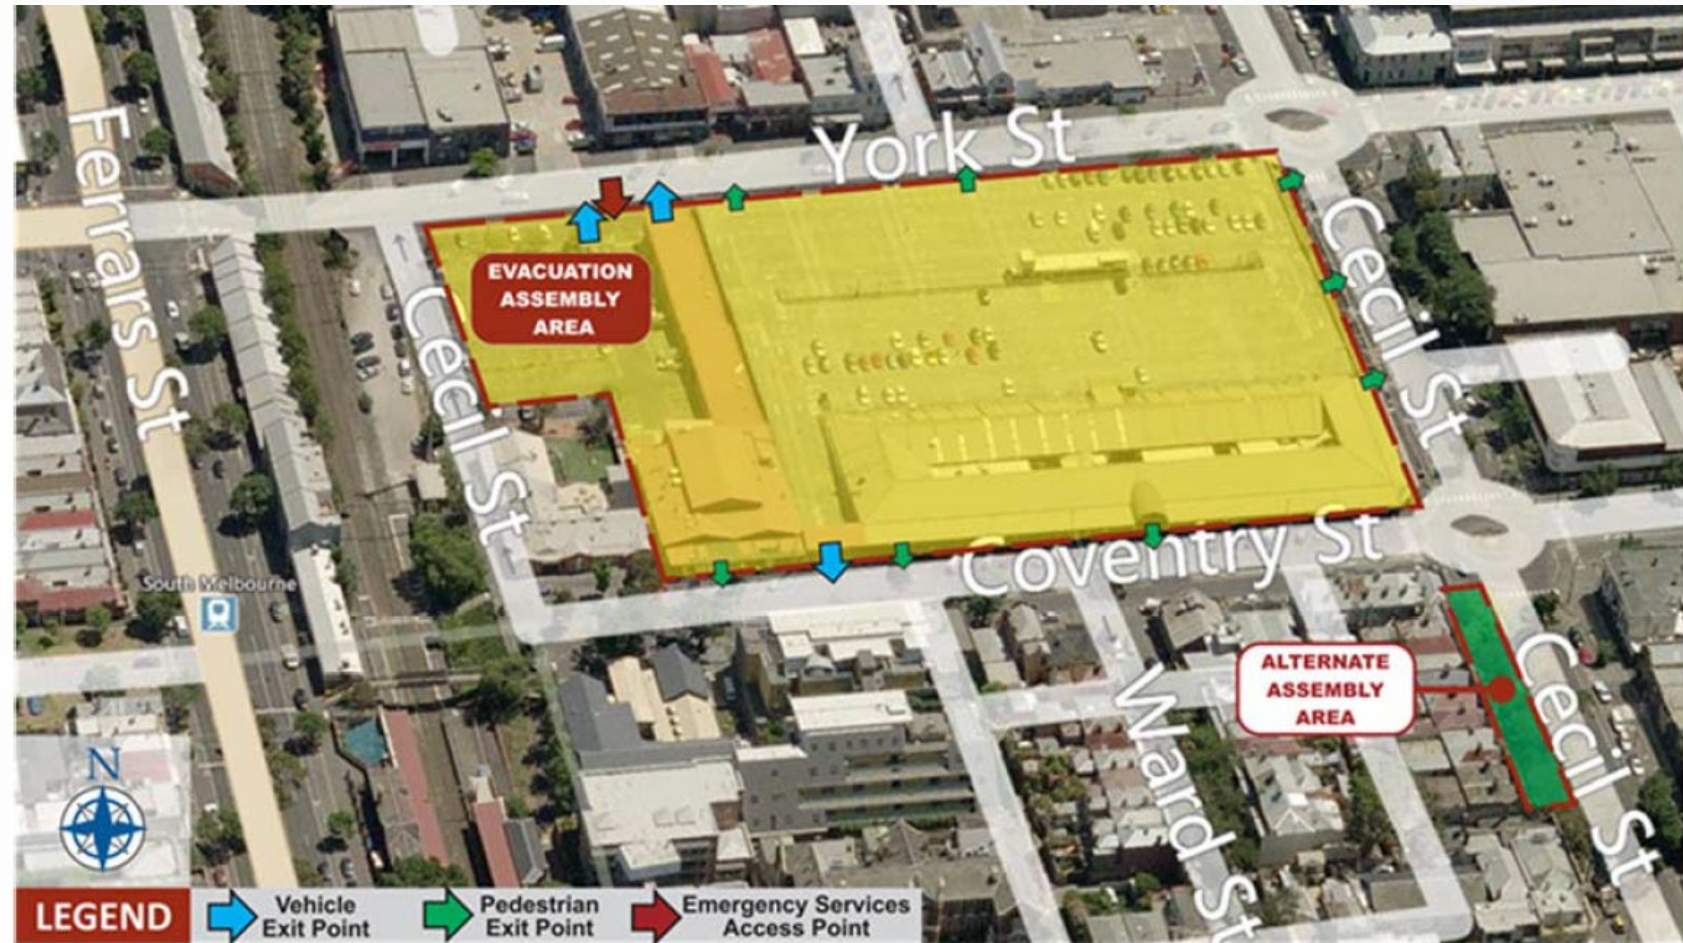 York St
Ferrars St
EVACUATION
ASSEMBLY
AREA
Cecil St
Cecil St
Coventry St
South Melbourne
ALTERNATE
ASSEMBLY
AREA
Cecil St
Ward St
N
LEGEND
Vehicle
Exit Point
Pedestrian
Exit Point
Emergency Services
Access Point